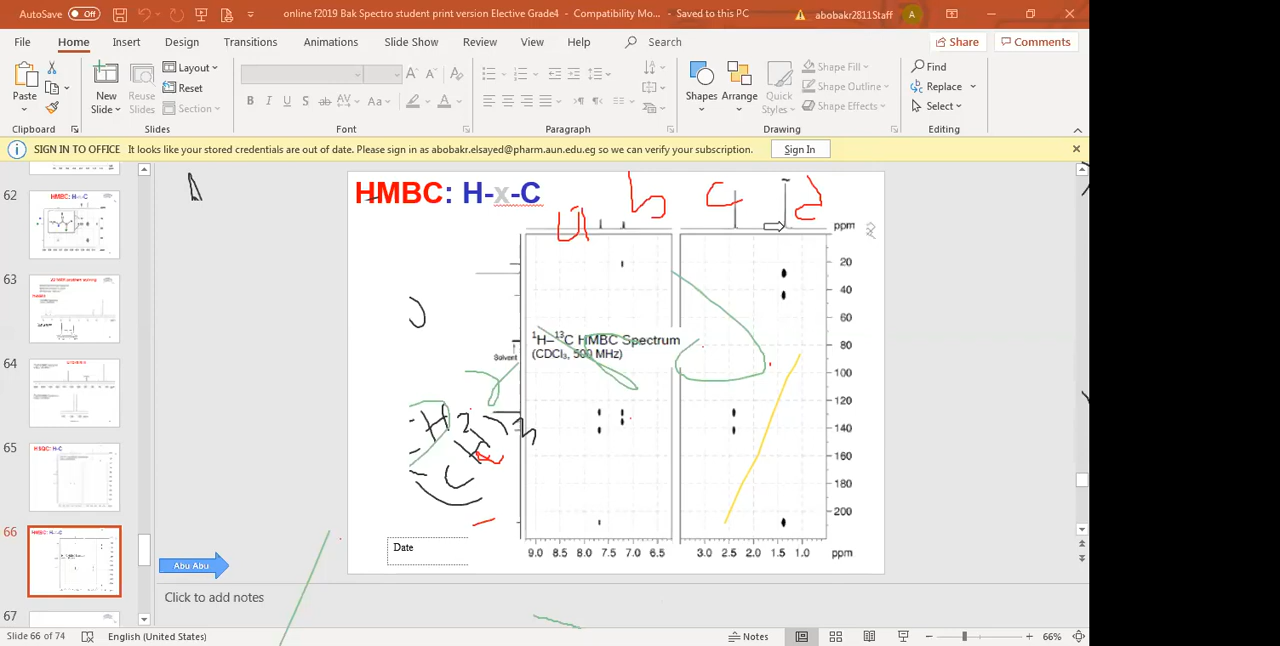 AutoSave Off online f2019 Bak Spectro student print version Elective Grade4 - Compatibility Mo... - Saved to this PC abobakr2811Staff A
File Home Insert Design Transitions Animations Slide Show Review View Help Search Share Comments
Paste
Clipboard
New Slide
Reuse Slides
Layout
Reset
Section
Slides
B I U S ab AV Aa A
Font
Paragraph
Shapes Arrange Quick Styles
Shape Fill
Shape Outline
Shape Effects
Drawing
Find
Replace
Select
Editing
SIGN IN TO OFFICE It looks like your stored credentials are out of date. Please sign in as abobakr.elsayed@pharm.aun.edu.eg so we can verify your subscription. Sign In
62
HMBC: H-x-C
63
64
65
HMBC: H-C
66
HMBC: H-x-C
67
Abu Abu
HMBC: H-x-C
b c
ppm
20
40
60
80
100
120
140
160
180
200
¹H–¹³C HMBC Spectrum
(CDCl₃, 500 MHz)
Solvent
9.0 8.5 8.0 7.5 7.0 6.5 3.0 2.5 2.0 1.5 1.0 ppm
Date
Click to add notes
Slide 66 of 74 English (United States) Notes 66%